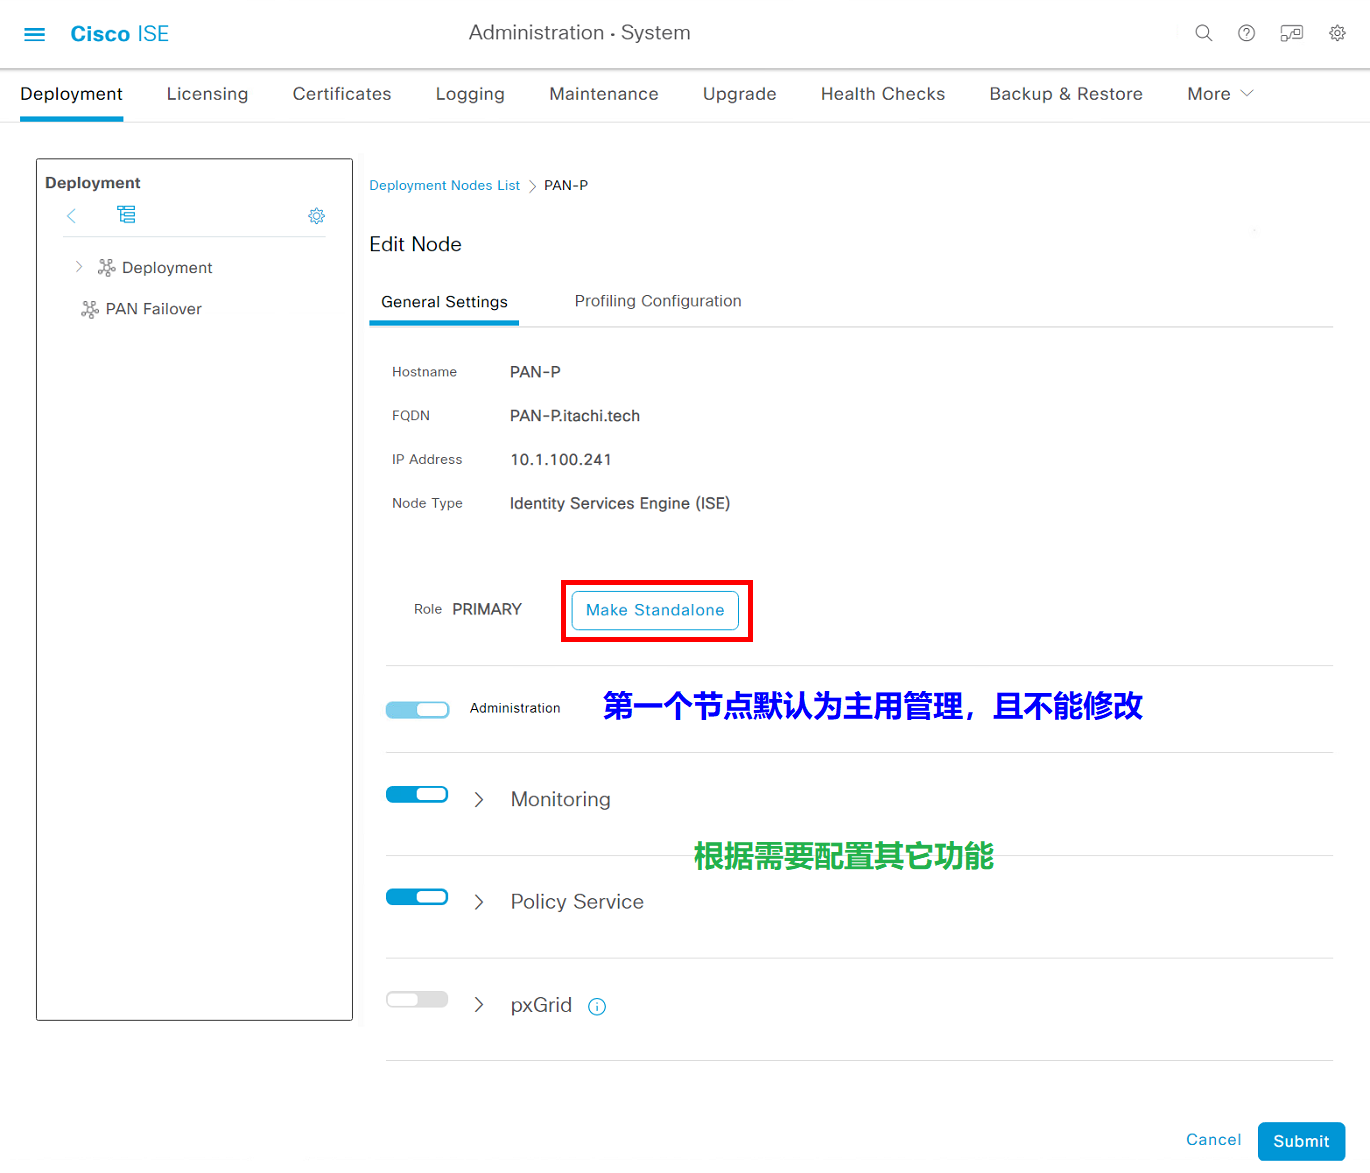 Cisco ISE
Administration · System
Deployment
Licensing
Certificates
Logging
Maintenance
Upgrade
Health Checks
Backup & Restore
More
Deployment
Deployment
PAN Failover
Deployment Nodes List > PAN-P
Edit Node
General Settings
Profiling Configuration
Hostname PAN-P
FQDN PAN-P.itachi.tech
IP Address 10.1.100.241
Node Type Identity Services Engine (ISE)
Role PRIMARY Make Standalone
Administration 第一个节点默认为主用管理，且不能修改
Monitoring
根据需要配置其它功能
Policy Service
pxGrid
Cancel Submit